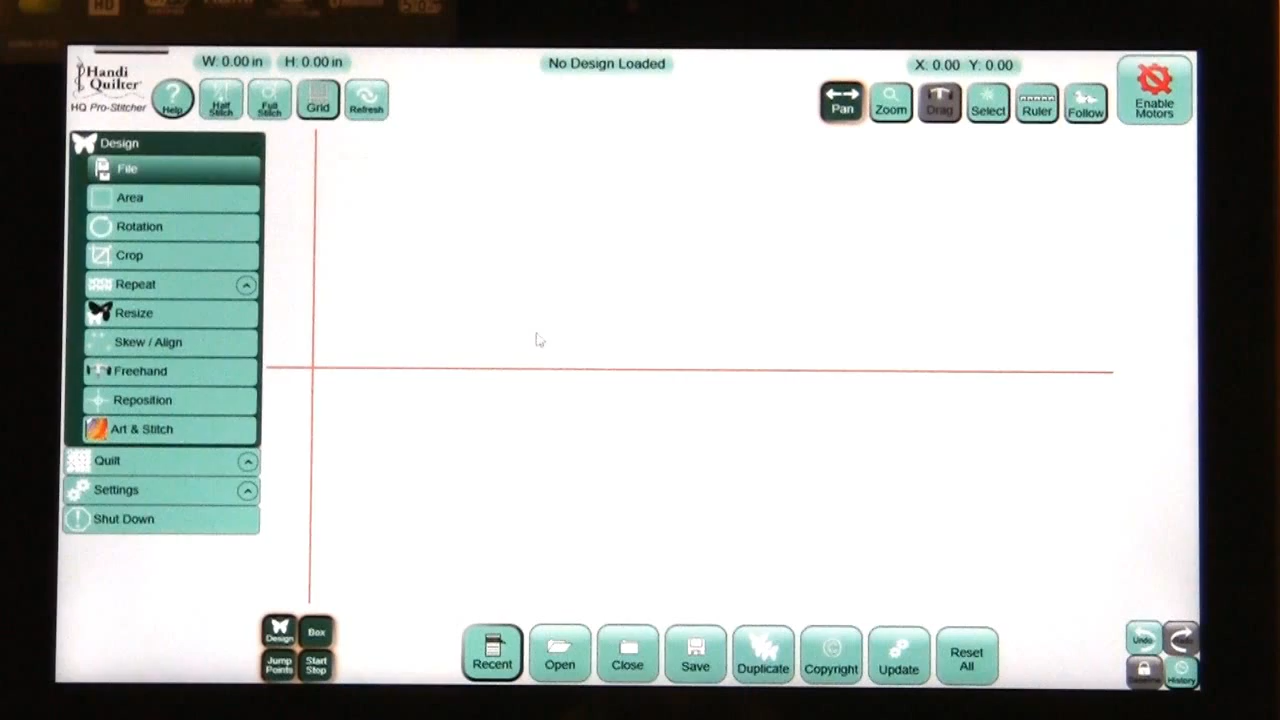 HD
Handi
Quilter
HQ Pro-Stitcher
W: 0.00 in
H: 0.00 in
No Design Loaded
X: 0.00 Y: 0.00
Help
Half
Stitch
Full
Stitch
Grid
Refresh
Pan
Zoom
Drag
Select
Ruler
Follow
Enable
Motors
Design
File
Area
Rotation
Crop
Repeat
Resize
Skew / Align
Freehand
Reposition
Art & Stitch
Quilt
Settings
Shut Down
Design
Box
Jump
Points
Start
Stop
Recent
Open
Close
Save
Duplicate
Copyright
Update
Reset
All
Undo
Baseline
History